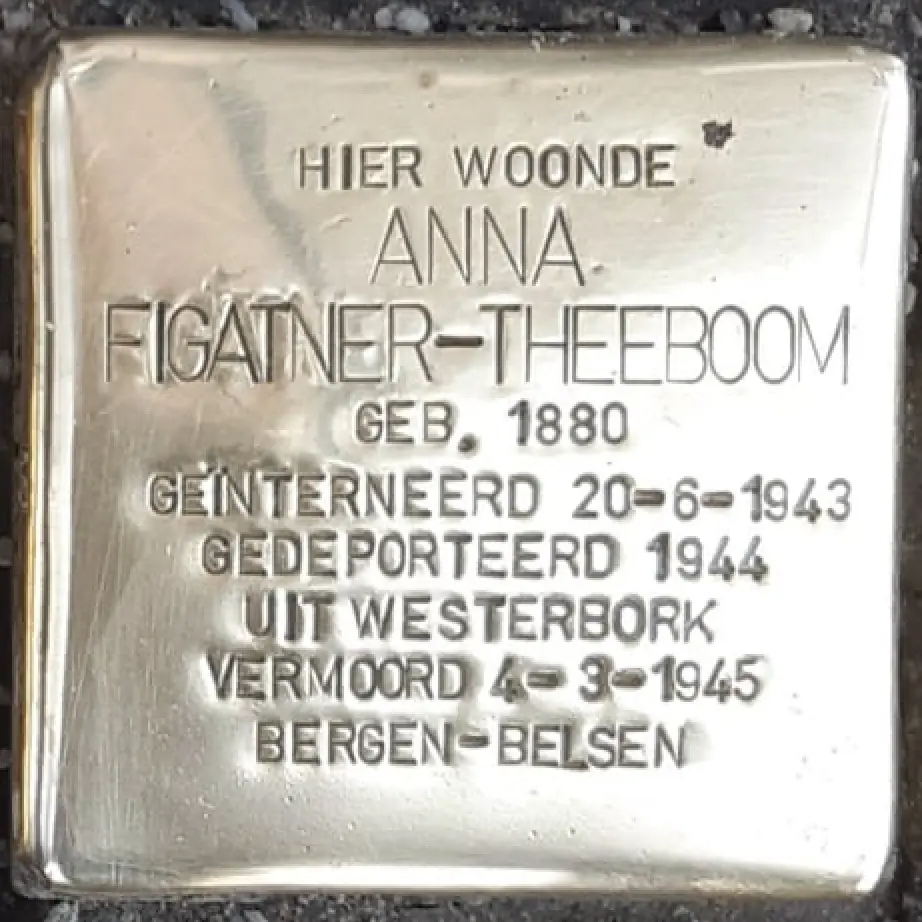 HIER WOONDE
ANNA
FIGATNER-THEEBOOM
GEB. 1880
GEÏNTERNEERD 20-6-1943
GEDEPORTEERD 1944
UIT WESTERBORK
VERMOORD 4-3-1945
BERGEN-BELSEN